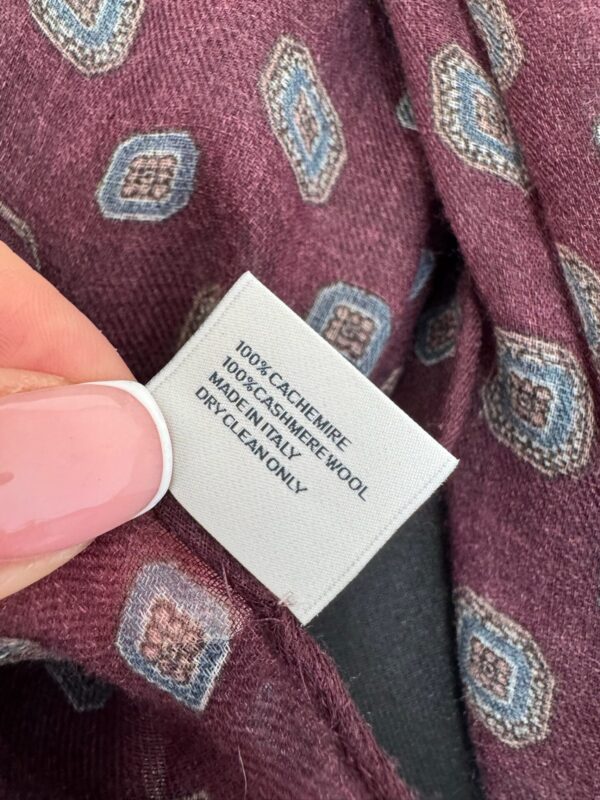 100% CACHEMIRE
100% CASHMERE WOOL
MADE IN ITALY
DRY CLEAN ONLY